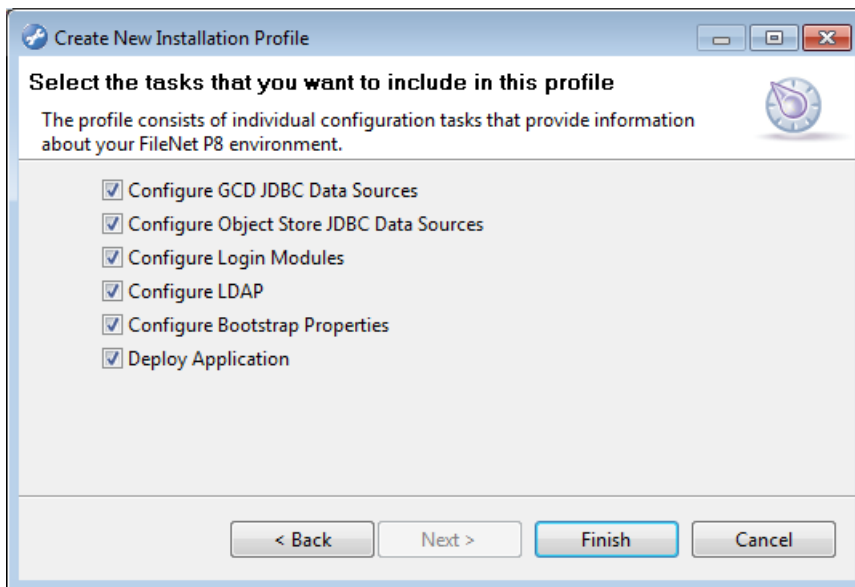 Create New Installation Profile
Select the tasks that you want to include in this profile
The profile consists of individual configuration tasks that provide information
about your FileNet P8 environment.
Configure GCD JDBC Data Sources
Configure Object Store JDBC Data Sources
Configure Login Modules
Configure LDAP
Configure Bootstrap Properties
Deploy Application
< Back Next > Finish Cancel